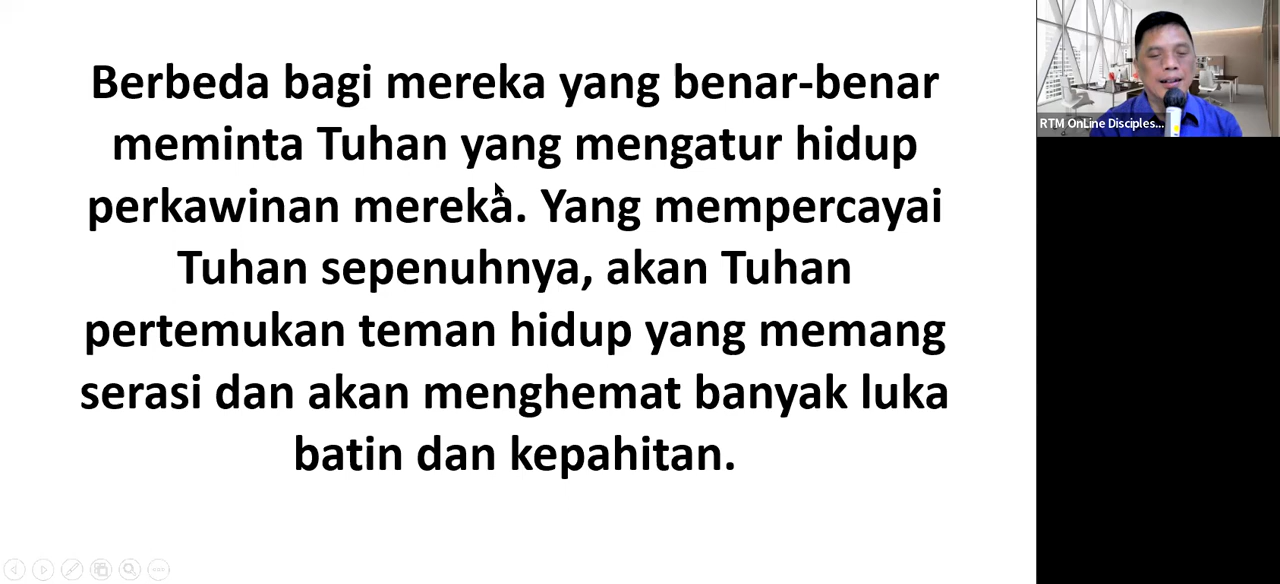 Berbeda bagi mereka yang benar-benar
meminta Tuhan yang mengatur hidup
perkawinan mereka. Yang mempercayai
Tuhan sepenuhnya, akan Tuhan
pertemukan teman hidup yang memang
serasi dan akan menghemat banyak luka
batin dan kepahitan.
RTM OnLine Disciples...